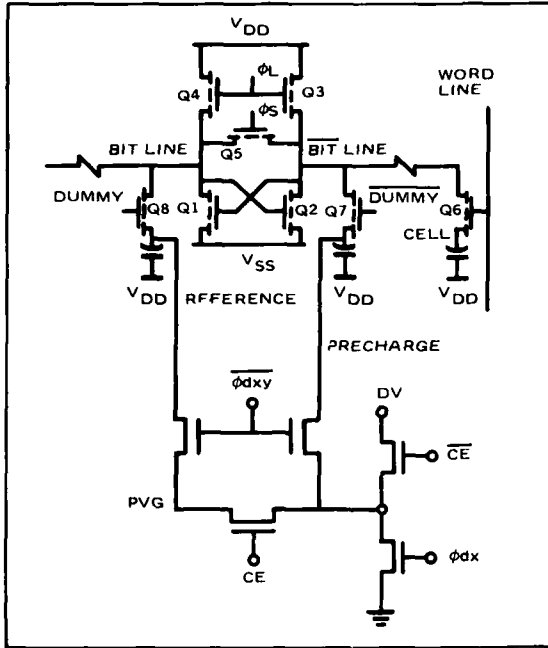 V DD
φL
Q4
Q3
φS
WORD
LINE
BIT LINE
Q5
BIT LINE
DUMMY
Q8
Q1
Q2
Q7
DUMMY
Q6
CELL
VSS
VDD
VDD
VDD
RFFERENCE
PRECHARGE
φdxy
DV
CE
PVG
φdx
CE